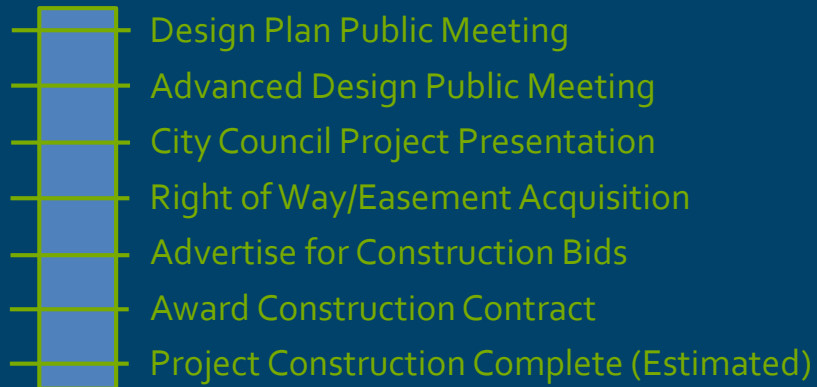 Design Plan Public Meeting
Advanced Design Public Meeting
City Council Project Presentation
Right of Way/Easement Acquisition
Advertise for Construction Bids
Award Construction Contract
Project Construction Complete (Estimated)